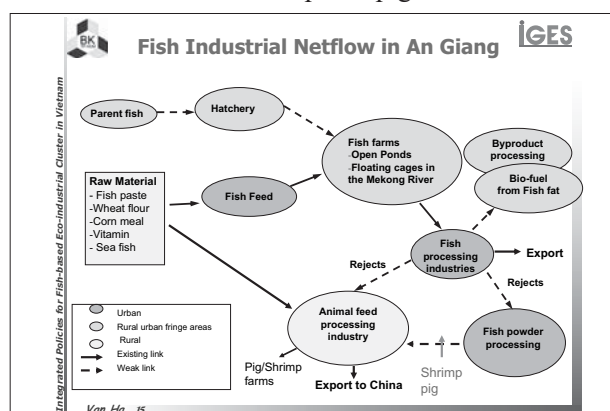 BK
Fish Industrial Netflow in An Giang
IGES
Integrated Policies for Fish-based Eco-industrial Cluster in Vietnam
Parent fish
Hatchery
Fish farms
-Open Ponds
-Floating cages in
the Mekong River
Byproduct
processing
Bio-fuel
from Fish fat
Raw Material
- Fish paste
-Wheat flour
-Corn meal
-Vitamin
- Sea fish
Fish Feed
Fish
processing
industries
Export
Rejects
Rejects
Animal feed
processing
industry
Fish powder
processing
Urban
Rural urban fringe areas
Rural
Existing link
Weak link
Pig/Shrimp
farms
Export to China
Shrimp
pig
Van Ha 15